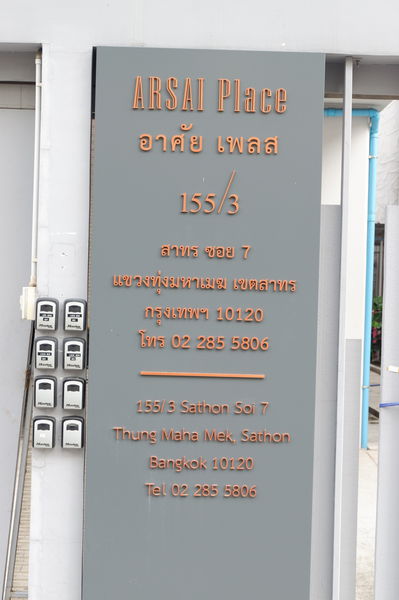 ARSAI Place
อาศัย เพลส
155/3
สาทร ซอย 7
แขวงทุ่งมหาเมฆ เขตสาทร
กรุงเทพฯ 10120
โทร 02 285 5806
155/3 Sathon Soi 7
Thung Maha Mek, Sathon
Bangkok 10120
Tel 02 285 5806